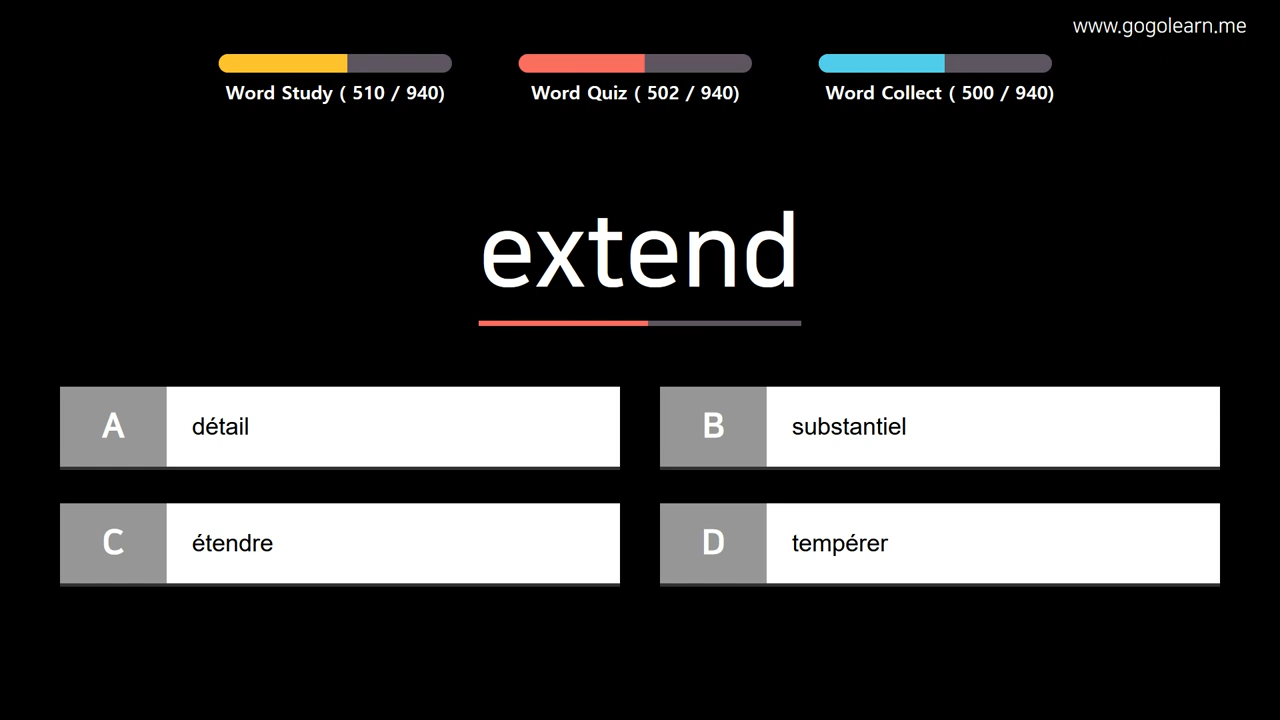 www.gogolearn.me
Word Study ( 510 / 940)
Word Quiz ( 502 / 940)
Word Collect ( 500 / 940)
extend
A détail
B substantiel
C étendre
D tempérer